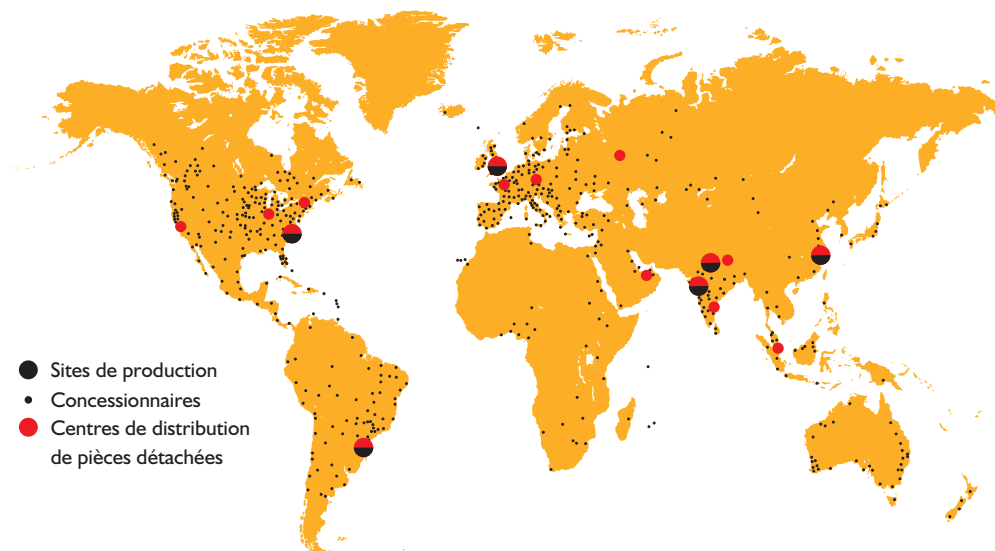 Sites de production
Concessionnaires
Centres de distribution
de pièces détachées